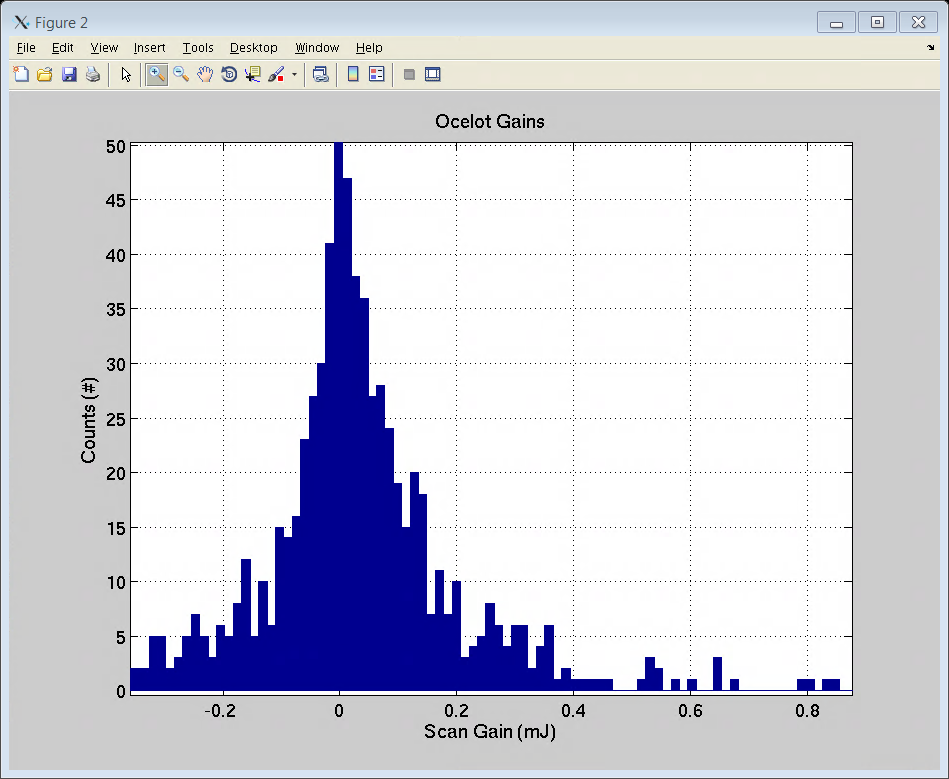 Figure 2
File Edit View Insert Tools Desktop Window Help
Ocelot Gains
50
45
40
35
30
25
20
15
10
5
0
Counts (#)
-0.2 0 0.2 0.4 0.6 0.8
Scan Gain (mJ)